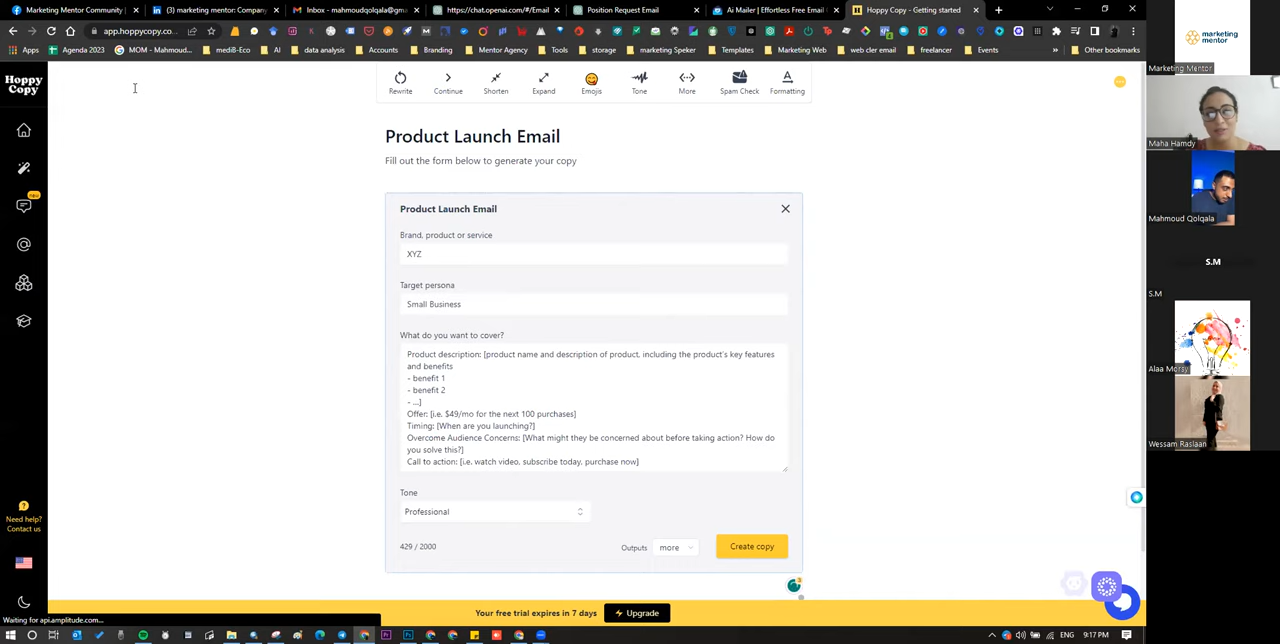 Marketing Mentor Community |
(3) marketing mentor: Compan
Inbox - mahmoudqolqala@gm
https://chat.openai.com/#/Email
Position Request Email
Ai Mailer | Effortless Free Email
Hoppy Copy - Getting started
app.hoppycopy.co...
Apps
Agenda 2023
MOM - Mahmoud...
mediB-Eco
AI
data analysis
Accounts
Branding
Mentor Agency
Tools
storage
marketing Speker
Templates
Marketing Web
web cler email
freelancer
Events
»
Other bookmarks
Hoppy
Copy
Rewrite
Continue
Shorten
Expand
Emojis
Tone
More
Spam Check
Formatting
Product Launch Email
Fill out the form below to generate your copy
Product Launch Email
Brand, product or service
XYZ
Target persona
Small Business
What do you want to cover?
Product description: [product name and description of product, including the product's key features
and benefits
- benefit 1
- benefit 2
- ...]
Offer: [i.e. $49/mo for the next 100 purchases]
Timing: [When are you launching?]
Overcome Audience Concerns: [What might they be concerned about before taking action? How do
you solve this?]
Call to action: [i.e. watch video, subscribe today, purchase now]
Tone
Professional
429 / 2000
Outputs
more
Create copy
new
Need help?
Contact us
Your free trial expires in 7 days
Upgrade
Waiting for api.amplitude.com...
ENG
9:17 PM
marketing
mentor
Marketing Mentor
Maha Hamdy
Mahmoud Qolqala
S.M
S.M
Alaa Morsy
Wessam Raslaan